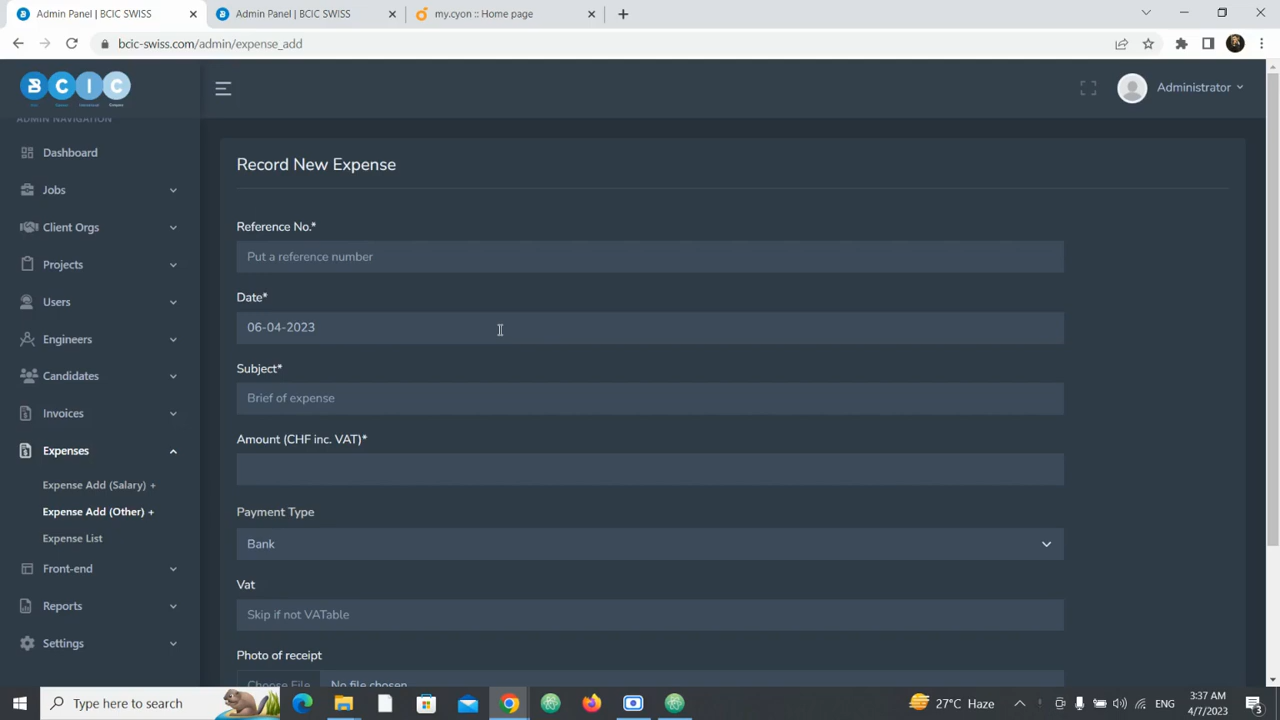 Admin Panel | BCIC SWISS
Admin Panel | BCIC SWISS
my.cyon :: Home page
bcic-swiss.com/admin/expense_add
B C I C
Administrator
ADMIN NAVIGATION
Dashboard
Jobs
Client Orgs
Projects
Users
Engineers
Candidates
Invoices
Expenses
Expense Add (Salary) +
Expense Add (Other) +
Expense List
Front-end
Reports
Settings
Record New Expense
Reference No.*
Put a reference number
Date*
06-04-2023
Subject*
Brief of expense
Amount (CHF inc. VAT)*
Payment Type
Bank
Vat
Skip if not VATable
Photo of receipt
Choose File No file chosen
Type here to search
27°C Haze
ENG
3:37 AM
4/7/2023
3